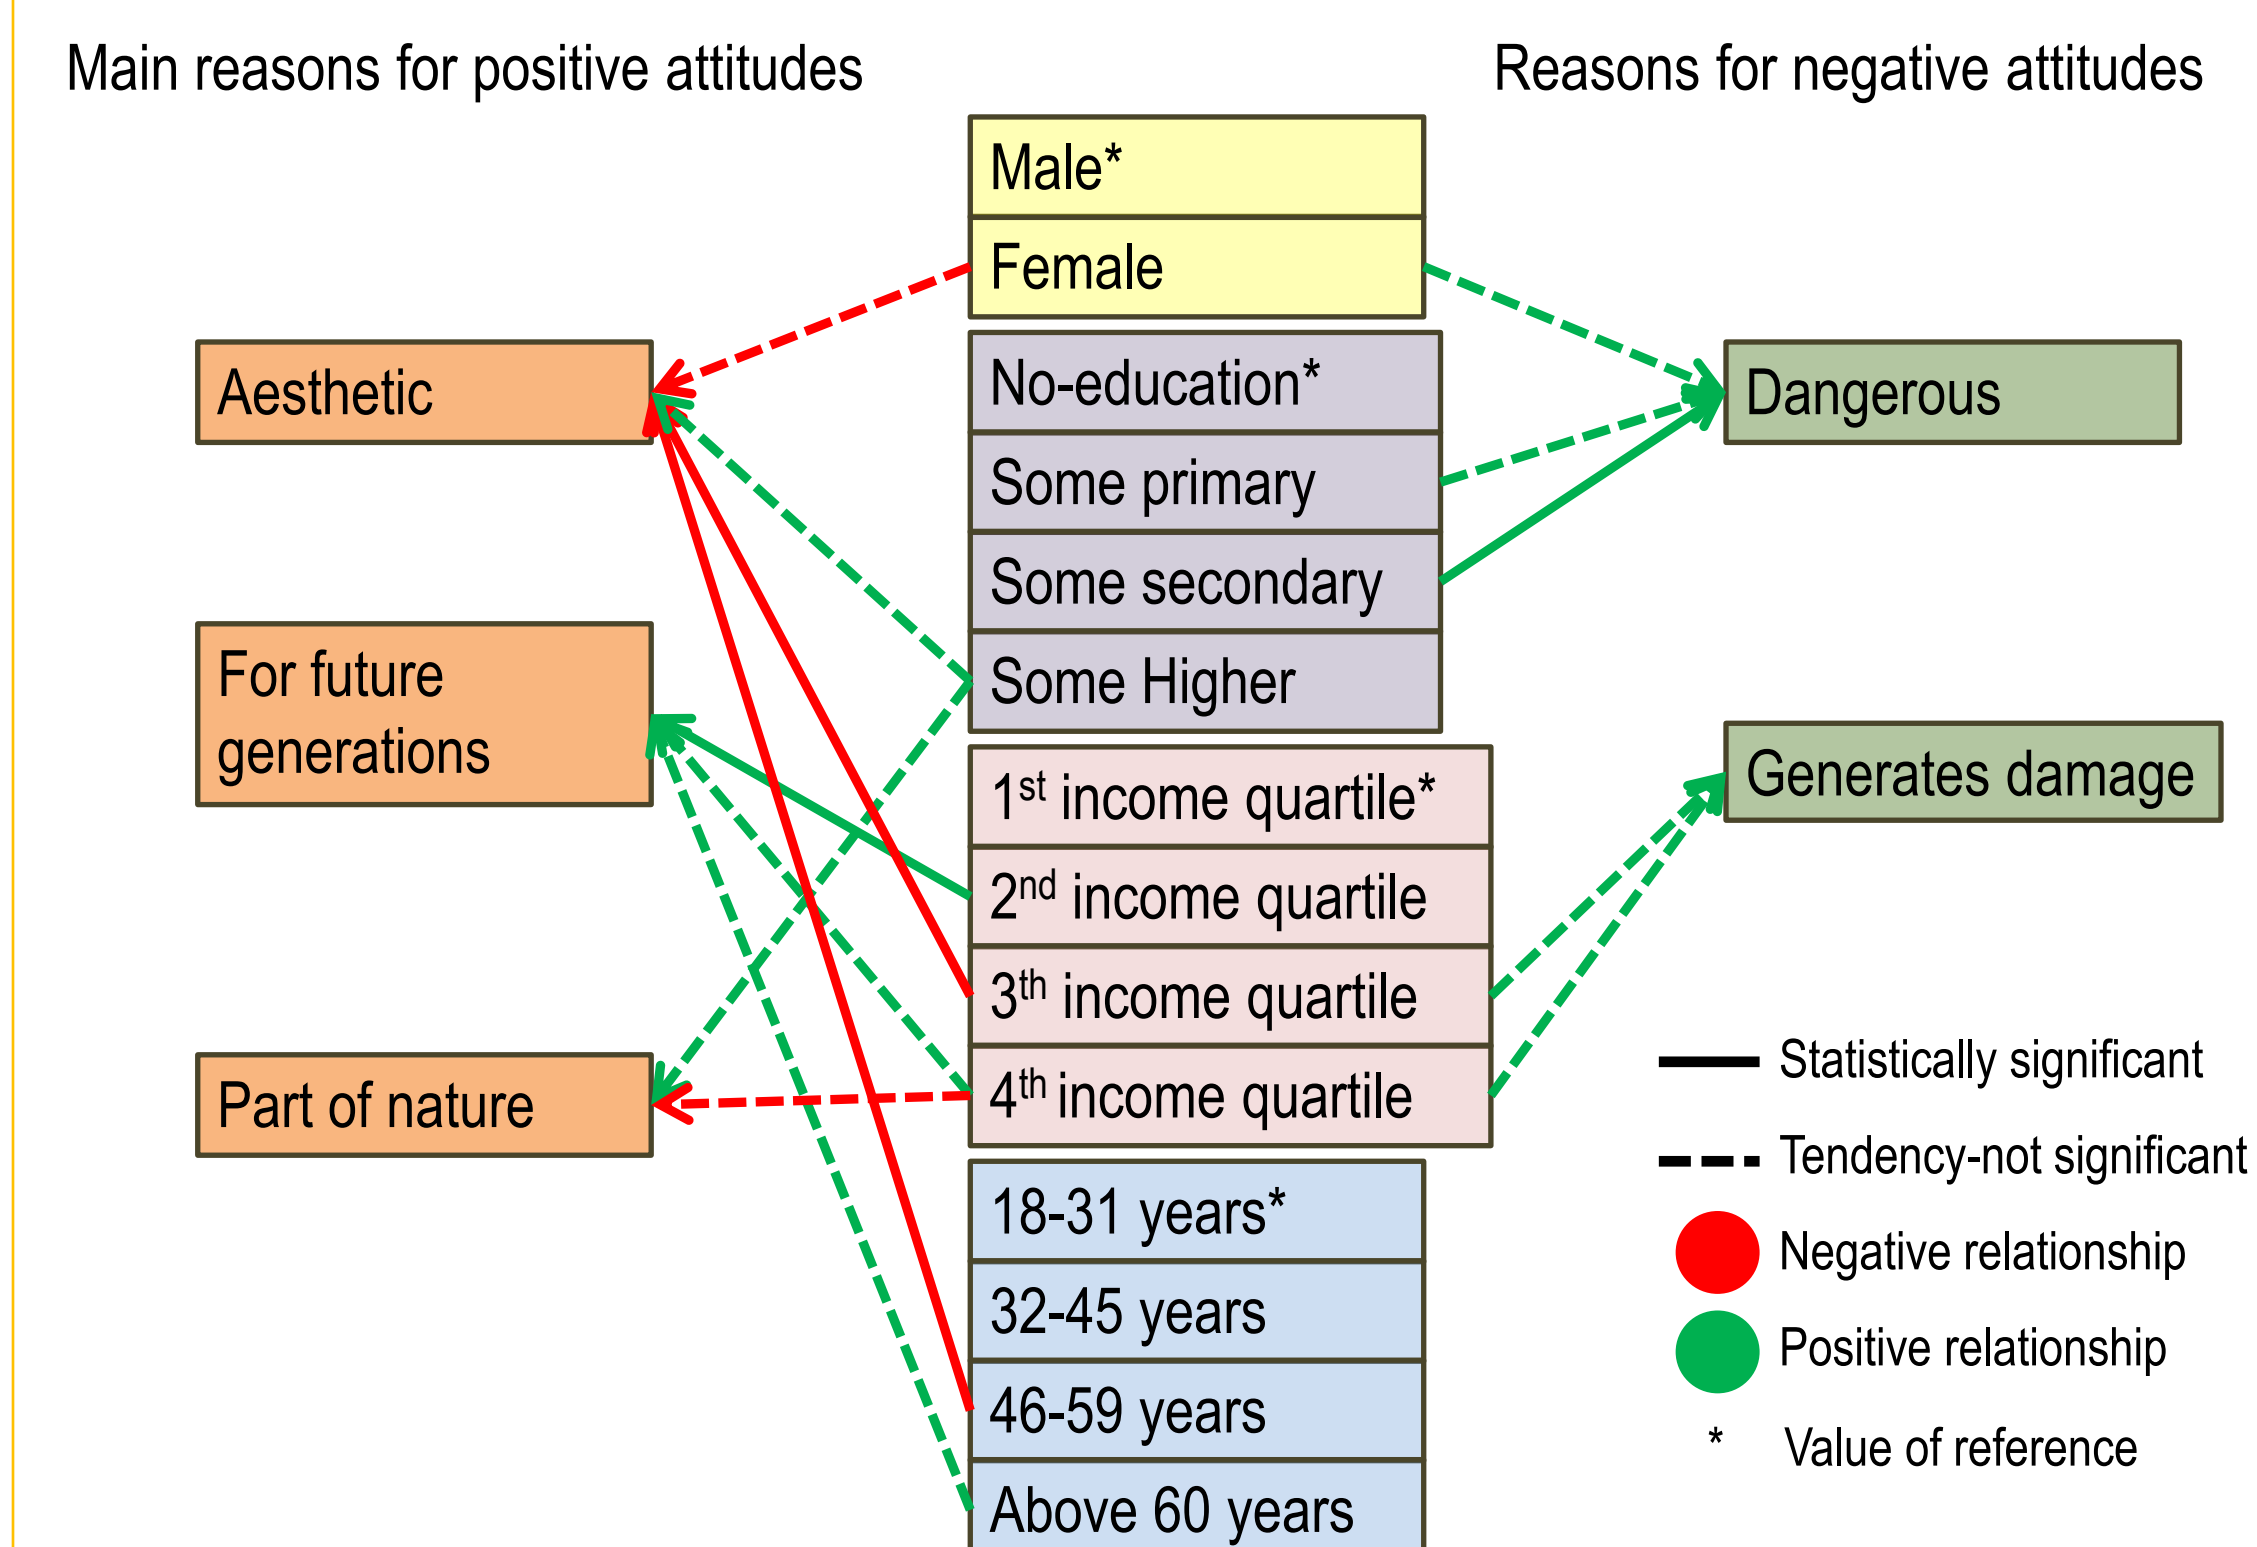 Main reasons for positive attitudes
Reasons for negative attitudes
Male*
Female
No-education*
Some primary
Some secondary
Some Higher
1st income quartile*
2nd income quartile
3th income quartile
4th income quartile
18-31 years*
32-45 years
46-59 years
Above 60 years
Aesthetic
For future
generations
Part of nature
Dangerous
Generates damage
Statistically significant
Tendency-not significant
Negative relationship
Positive relationship
* Value of reference